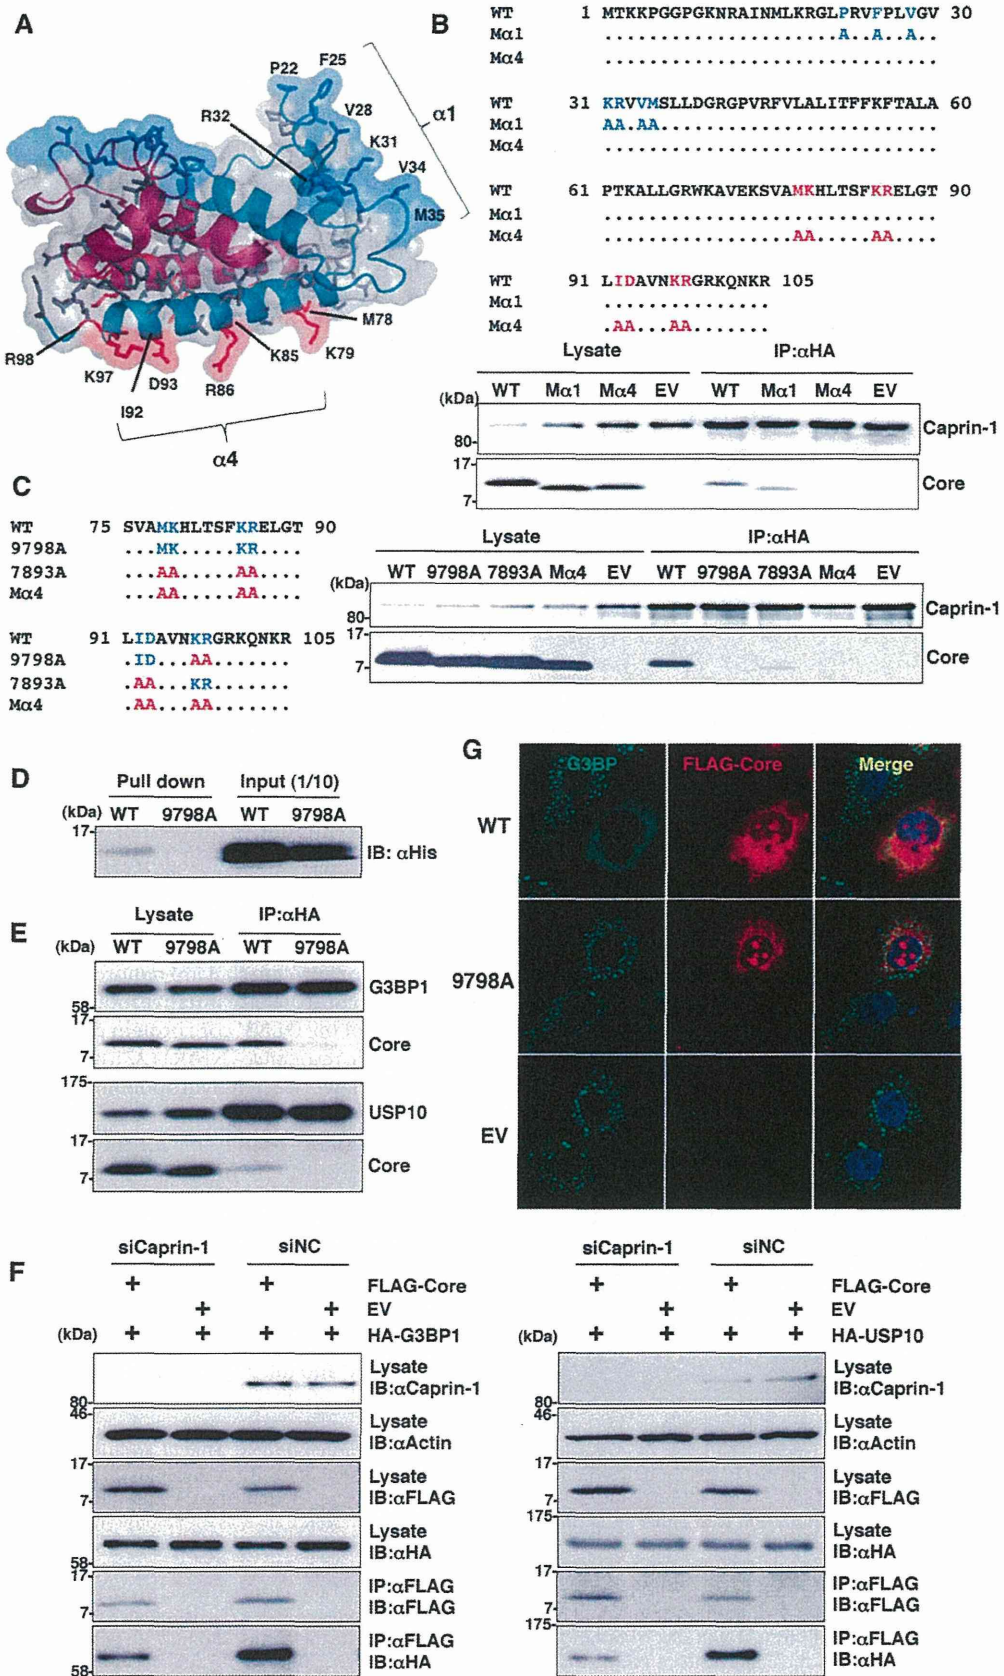 A
P22
F25
V28
R32
K31
V34
M35
α1
M78
K79
K85
R86
D93
K97
I92
R98
α4
B
WT 1 MTKKPGGPGKNRAINMLKRGLPRVFPLVGV 30
Mα1 .....................A..A..A..
Mα4 ..............................
WT 31 KRVVMSLLDGRGPVRFVLALITFFKFTALA 60
Mα1 AA.AA.........................
Mα4 ..............................
WT 61 PTKALLGRWKAVEKSVAMKHLTSFKRELGT 90
Mα1 ..............................
Mα4 .................AA.....AA....
WT 91 LIDAVNKRGRKQNKR 105
Mα1 ...............
Mα4 .AA...AA.......
Lysate IP:αHA
WT Mα1 Mα4 EV WT Mα1 Mα4 EV
(kDa)
80- Caprin-1
17-
7- Core
C
WT 75 SVAMKHLTSFKRELGT 90
9798A ...MK.....KR....
7893A ...AA.....AA....
Mα4 ...AA.....AA....
WT 91 LIDAVNKRGRKQNKR 105
9798A .ID...AA.......
7893A .AA...KR.......
Mα4 .AA...AA.......
Lysate IP:αHA
WT 9798A 7893A Mα4 EV WT 9798A 7893A Mα4 EV
(kDa)
80- Caprin-1
17-
7- Core
D
Pull down Input (1/10)
(kDa) WT 9798A WT 9798A
17-
IB: αHis
E
Lysate IP:αHA
(kDa) WT 9798A WT 9798A
G3BP1
58-
17-
Core
7-
175-
USP10
17-
Core
7-
G
G3BP FLAG-Core Merge
WT
9798A
EV
F
siCaprin-1 siNC
+ + FLAG-Core
+ + EV
(kDa) + + + + HA-G3BP1
Lysate
IB:αCaprin-1
80-
46-
Lysate
IB:αActin
17-
Lysate
IB:αFLAG
7-
Lysate
IB:αHA
58-
17-
IP:αFLAG
IB:αFLAG
7-
IP:αFLAG
IB:αHA
58-
siCaprin-1 siNC
+ + FLAG-Core
+ + EV
(kDa) + + + + HA-USP10
Lysate
IB:αCaprin-1
80-
46-
Lysate
IB:αActin
17-
Lysate
IB:αFLAG
7-
175-
Lysate
IB:αHA
17-
IP:αFLAG
IB:αFLAG
7-
175-
IP:αFLAG
IB:αHA